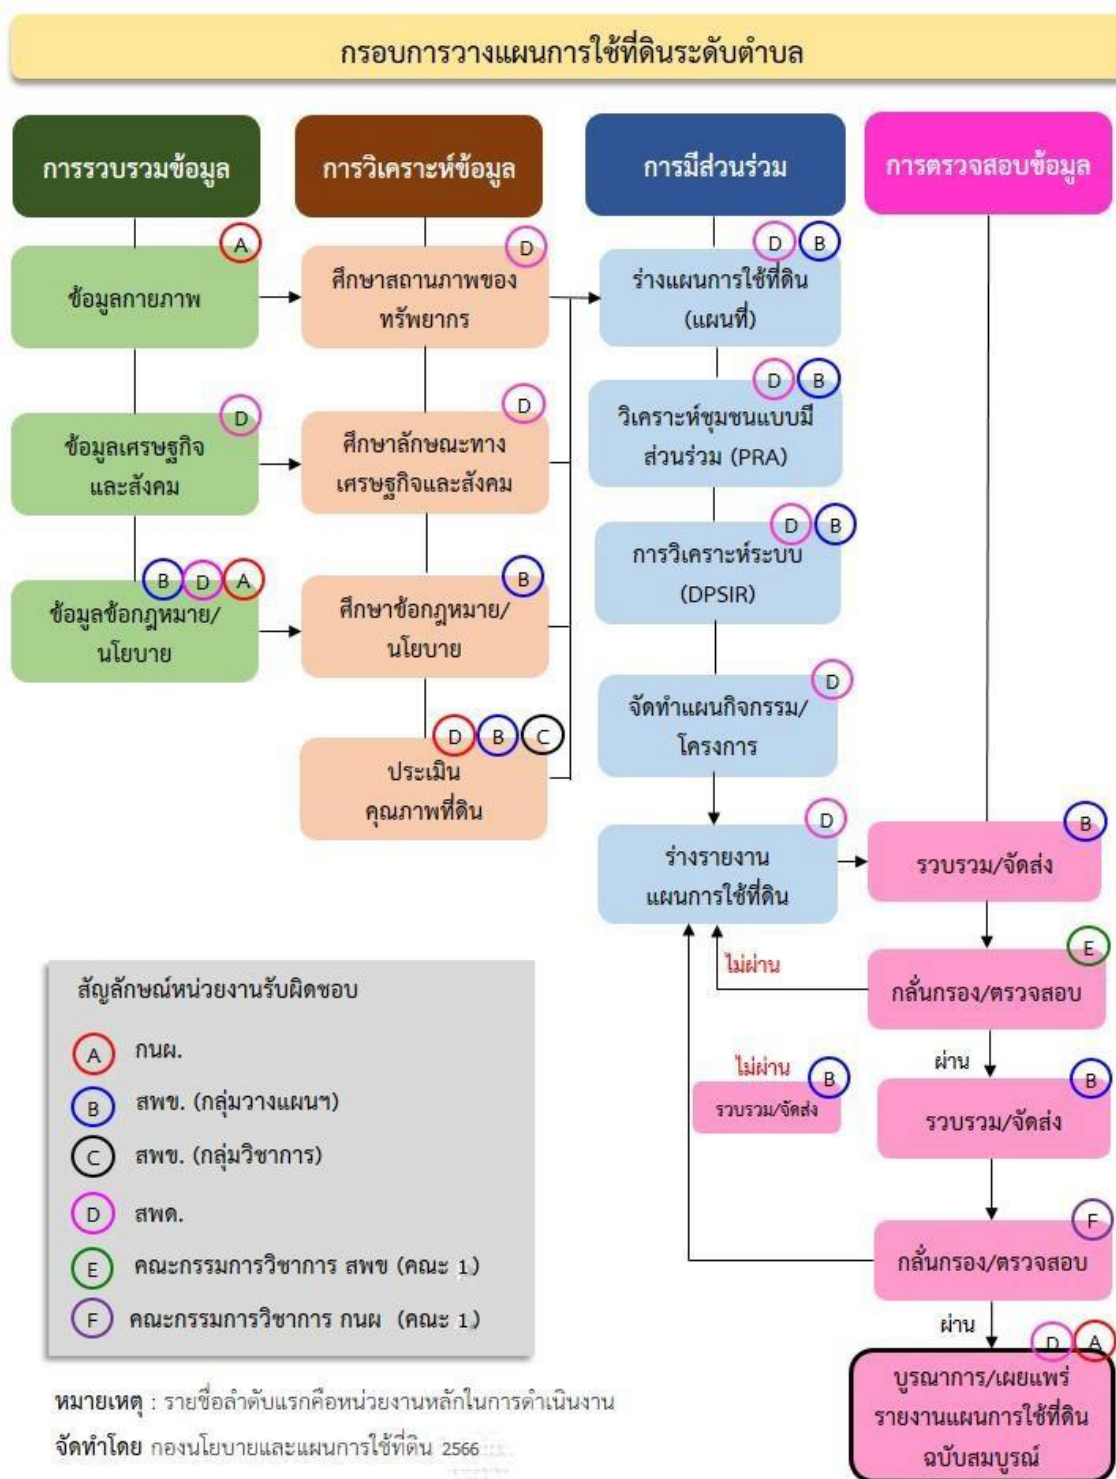 กรอบการวางแผนการใช้ที่ดินระดับตำบล
การรวบรวมข้อมูล
การวิเคราะห์ข้อมูล
การมีส่วนร่วม
การตรวจสอบข้อมูล
A
ข้อมูลกายภาพ
D
ข้อมูลเศรษฐกิจ
และสังคม
B D A
ข้อมูลข้อกฎหมาย/
นโยบาย
D
ศึกษาสถานภาพของ
ทรัพยากร
D
ศึกษาลักษณะทาง
เศรษฐกิจและสังคม
B
ศึกษาข้อกฎหมาย/
นโยบาย
D B C
ประเมิน
คุณภาพที่ดิน
D B
ร่างแผนการใช้ที่ดิน
(แผนที่)
D B
วิเคราะห์ชุมชนแบบมี
ส่วนร่วม (PRA)
D B
การวิเคราะห์ระบบ
(DPSIR)
D
จัดทำแผนกิจกรรม/
โครงการ
D
ร่างรายงาน
แผนการใช้ที่ดิน
B
รวบรวม/จัดส่ง
E
กลั่นกรอง/ตรวจสอบ
ไม่ผ่าน
ผ่าน
B
รวบรวม/จัดส่ง
ไม่ผ่าน
B
รวบรวม/จัดส่ง
F
กลั่นกรอง/ตรวจสอบ
ผ่าน
D A
บูรณาการ/เผยแพร่
รายงานแผนการใช้ที่ดิน
ฉบับสมบูรณ์
สัญลักษณ์หน่วยงานรับผิดชอบ
A กนผ.
B สพข. (กลุ่มวางแผนฯ)
C สพข. (กลุ่มวิชาการ)
D สพด.
E คณะกรรมการวิชาการ สพข (คณะ 1)
F คณะกรรมการวิชาการ กนผ (คณะ 1)
หมายเหตุ : รายชื่อลำดับแรกคือหน่วยงานหลักในการดำเนินงาน
จัดทำโดย กองนโยบายและแผนการใช้ที่ดิน 2566